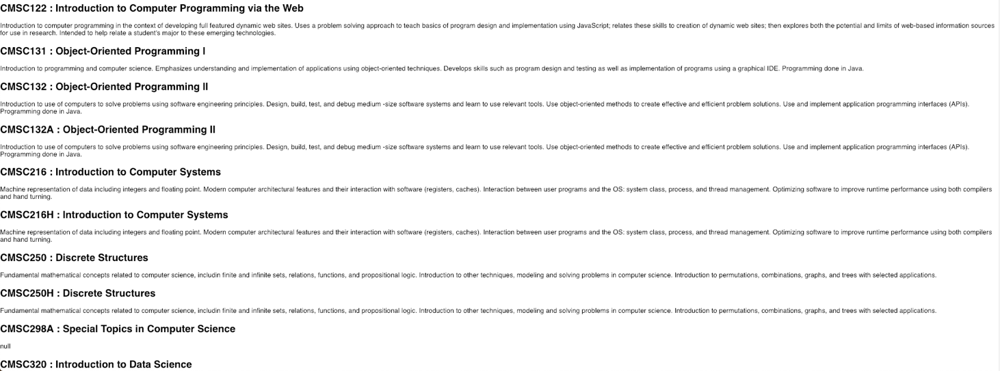 CMSC122 : Introduction to Computer Programming via the Web
Introduction to computer programming in the context of developing full featured dynamic web sites. Uses a problem solving approach to teach basics of program design and implementation using JavaScript; relates these skills to creation of dynamic web sites; then explores both the potential and limits of web-based information sources
for use in research. Intended to help relate a student's major to these emerging technologies.
CMSC131 : Object-Oriented Programming I
Introduction to programming and computer science. Emphasizes understanding and implementation of applications using object-oriented techniques. Develops skills such as program design and testing as well as implementation of programs using a graphical IDE. Programming done in Java.
CMSC132 : Object-Oriented Programming II
Introduction to use of computers to solve problems using software engineering principles. Design, build, test, and debug medium -size software systems and learn to use relevant tools. Use object-oriented methods to create effective and efficient problem solutions. Use and implement application programming interfaces (APIs).
Programming done in Java.
CMSC132A : Object-Oriented Programming II
Introduction to use of computers to solve problems using software engineering principles. Design, build, test, and debug medium -size software systems and learn to use relevant tools. Use object-oriented methods to create effective and efficient problem solutions. Use and implement application programming interfaces (APIs).
Programming done in Java.
CMSC216 : Introduction to Computer Systems
Machine representation of data including integers and floating point. Modern computer architectural features and their interaction with software (registers, caches). Interaction between user programs and the OS: system class, process, and thread management. Optimizing software to improve runtime performance using both compilers
and hand turning.
CMSC216H : Introduction to Computer Systems
Machine representation of data including integers and floating point. Modern computer architectural features and their interaction with software (registers, caches). Interaction between user programs and the OS: system class, process, and thread management. Optimizing software to improve runtime performance using both compilers
and hand turning.
CMSC250 : Discrete Structures
Fundamental mathematical concepts related to computer science, includin finite and infinite sets, relations, functions, and propositional logic. Introduction to other techniques, modeling and solving problems in computer science. Introduction to permutations, combinations, graphs, and trees with selected applications.
CMSC250H : Discrete Structures
Fundamental mathematical concepts related to computer science, includin finite and infinite sets, relations, functions, and propositional logic. Introduction to other techniques, modeling and solving problems in computer science. Introduction to permutations, combinations, graphs, and trees with selected applications.
CMSC298A : Special Topics in Computer Science
null
CMSC320 : Introduction to Data Science